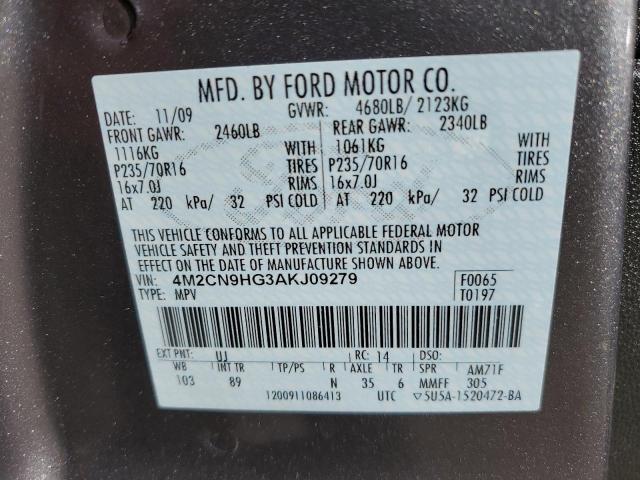 MFD. BY FORD MOTOR CO.
DATE: 11/09 GVWR: 4680LB/ 2123KG
FRONT GAWR: 2460LB REAR GAWR: 2340LB
1116KG WITH 1061KG WITH
P235/70R16 TIRES P235/70R16 TIRES
16x7.0J RIMS 16x7.0J RIMS
AT 220 kPa/ 32 PSI COLD AT 220 kPa/ 32 PSI COLD
THIS VEHICLE CONFORMS TO ALL APPLICABLE FEDERAL MOTOR
VEHICLE SAFETY AND THEFT PREVENTION STANDARDS IN
EFFECT ON THE DATE OF MANUFACTURE SHOWN ABOVE.
VIN: 4M2CN9HG3AKJ09279 F0065
TYPE: MPV T0197
EXT PNT: UJ RC: 14 DSO:
WB INT TR TP/PS R AXLE TR SPR AM71F
103 89 N 35 6 MMFF 305
1200911086413 UTC 5U5A-1520472-BA